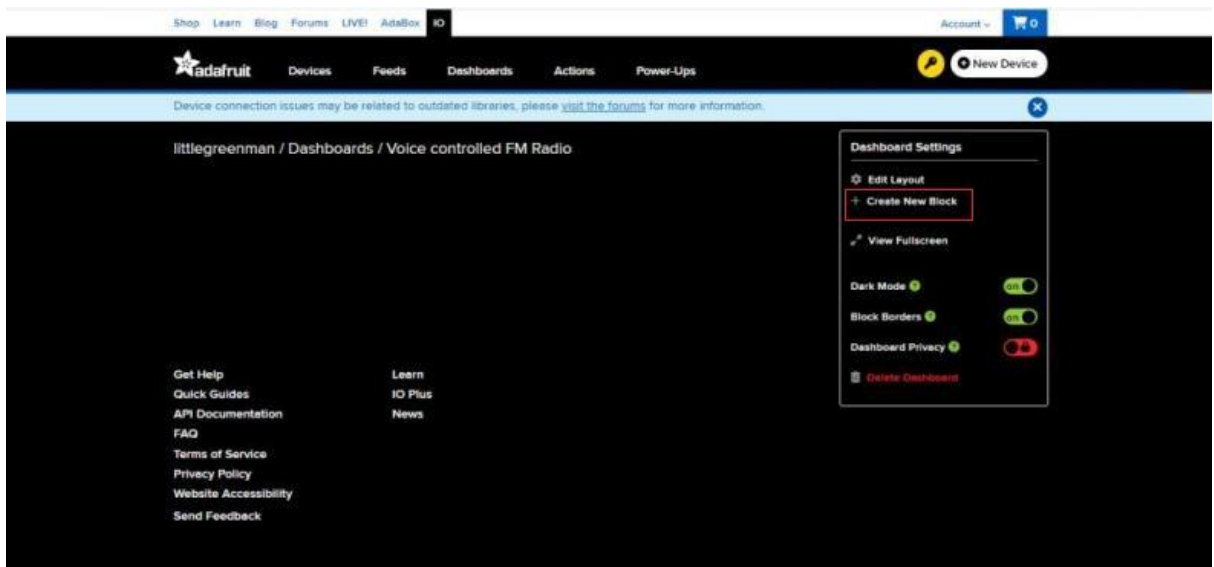 Shop Learn Blog Forums LIVE! AdaBox IO Account 0
adafruit Devices Feeds Dashboards Actions Power-Ups New Device
Device connection issues may be related to outdated libraries, please visit the forums for more information.
littlegreenman / Dashboards / Voice controlled FM Radio
Dashboard Settings
Edit Layout
+ Create New Block
View Fullscreen
Dark Mode ? on
Block Borders ? on
Dashboard Privacy ?
Delete Dashboard
Get Help
Quick Guides
API Documentation
FAQ
Terms of Service
Privacy Policy
Website Accessibility
Send Feedback
Learn
IO Plus
News